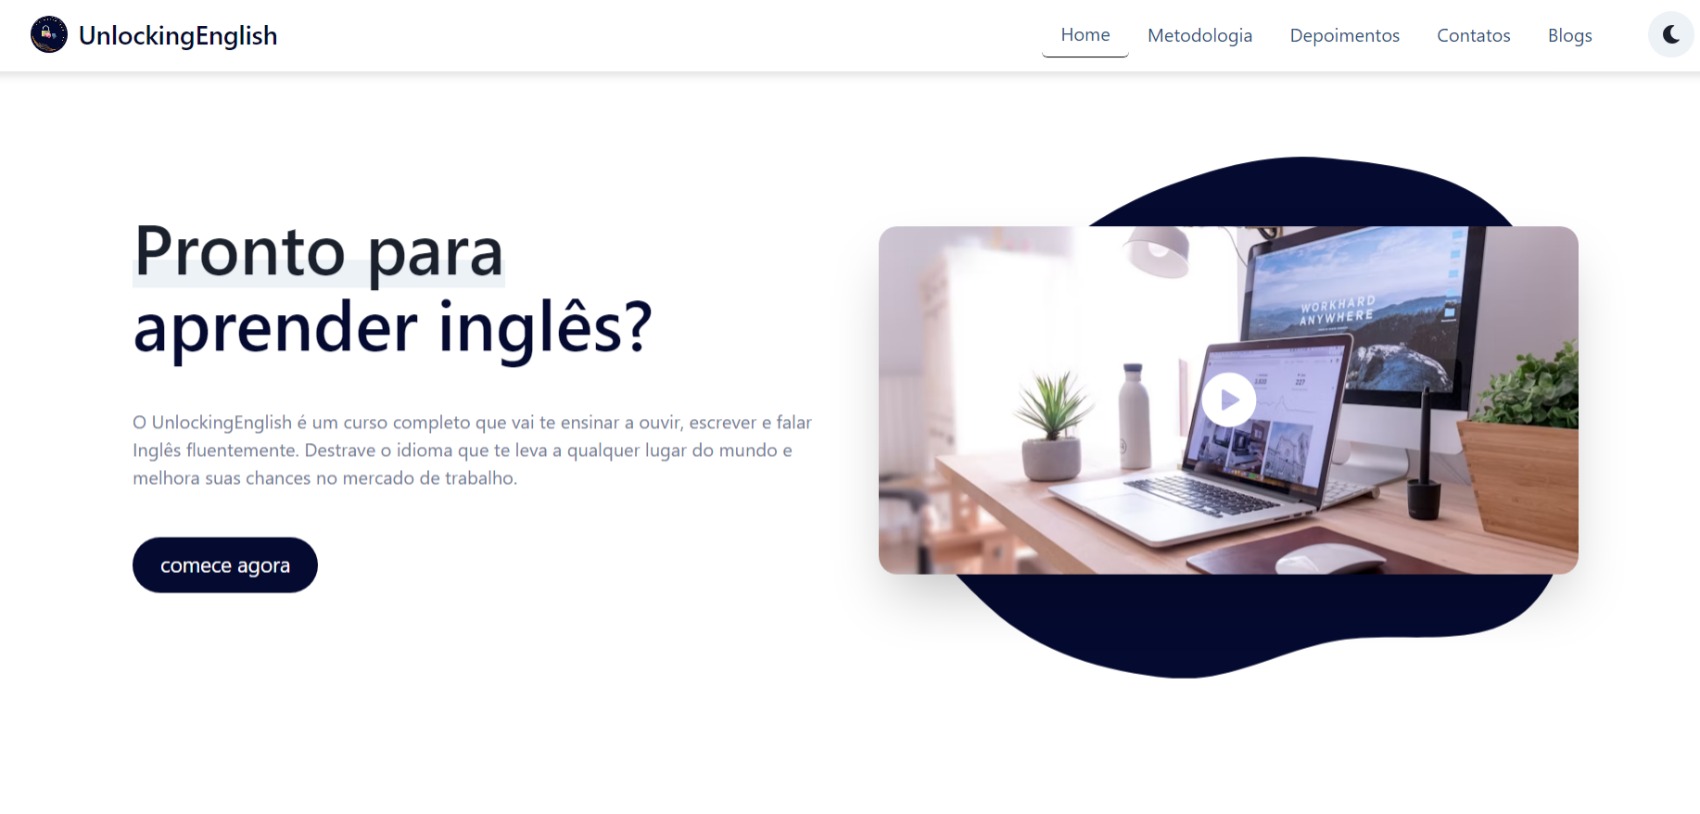 UnlockingEnglish
Home Metodologia Depoimentos Contatos Blogs
Pronto para
aprender inglês?
O UnlockingEnglish é um curso completo que vai te ensinar a ouvir, escrever e falar
Inglês fluentemente. Destrave o idioma que te leva a qualquer lugar do mundo e
melhora suas chances no mercado de trabalho.
comece agora
WORKHARD
ANYWHERE